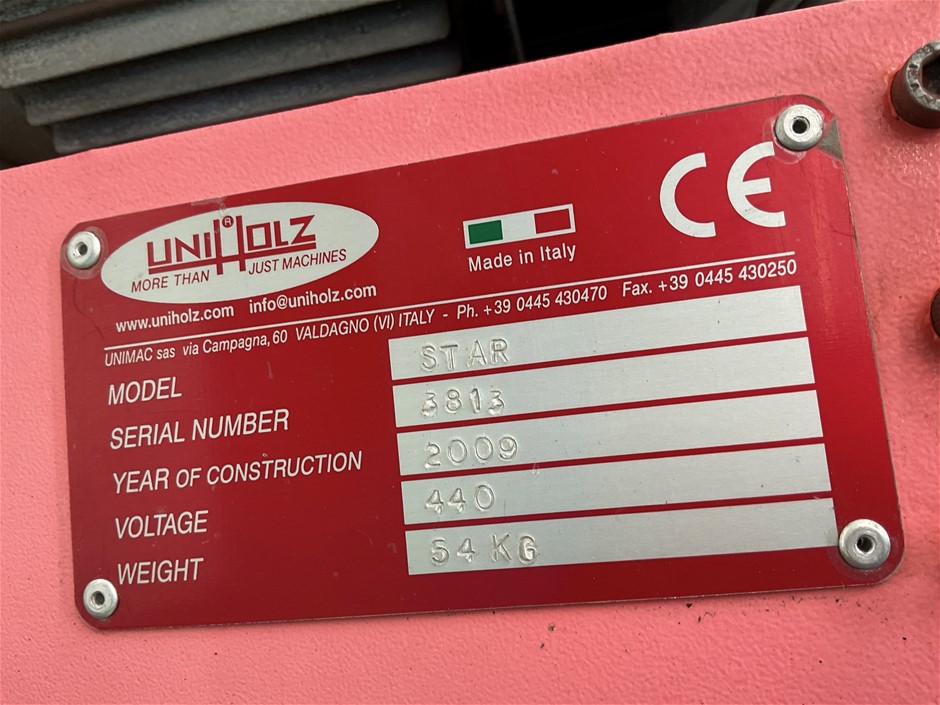 UNIHOLZ®
MORE THAN JUST MACHINES
www.uniholz.com info@uniholz.com
Made in Italy
CE
UNIMAC sas via Campagna, 60 VALDAGNO (VI) ITALY - Ph. +39 0445 430470 Fax. +39 0445 430250
MODEL STAR
SERIAL NUMBER 3813
YEAR OF CONSTRUCTION 2009
VOLTAGE 440
WEIGHT 54 KG